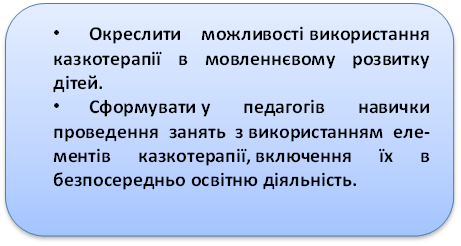 • Окреслити можливості використання
казкотерапії в мовленнєвому розвитку
дітей.
• Сформувати у педагогів навички
проведення занять з використанням еле-
ментів казкотерапії, включення їх в
безпосередньо освітню діяльність.